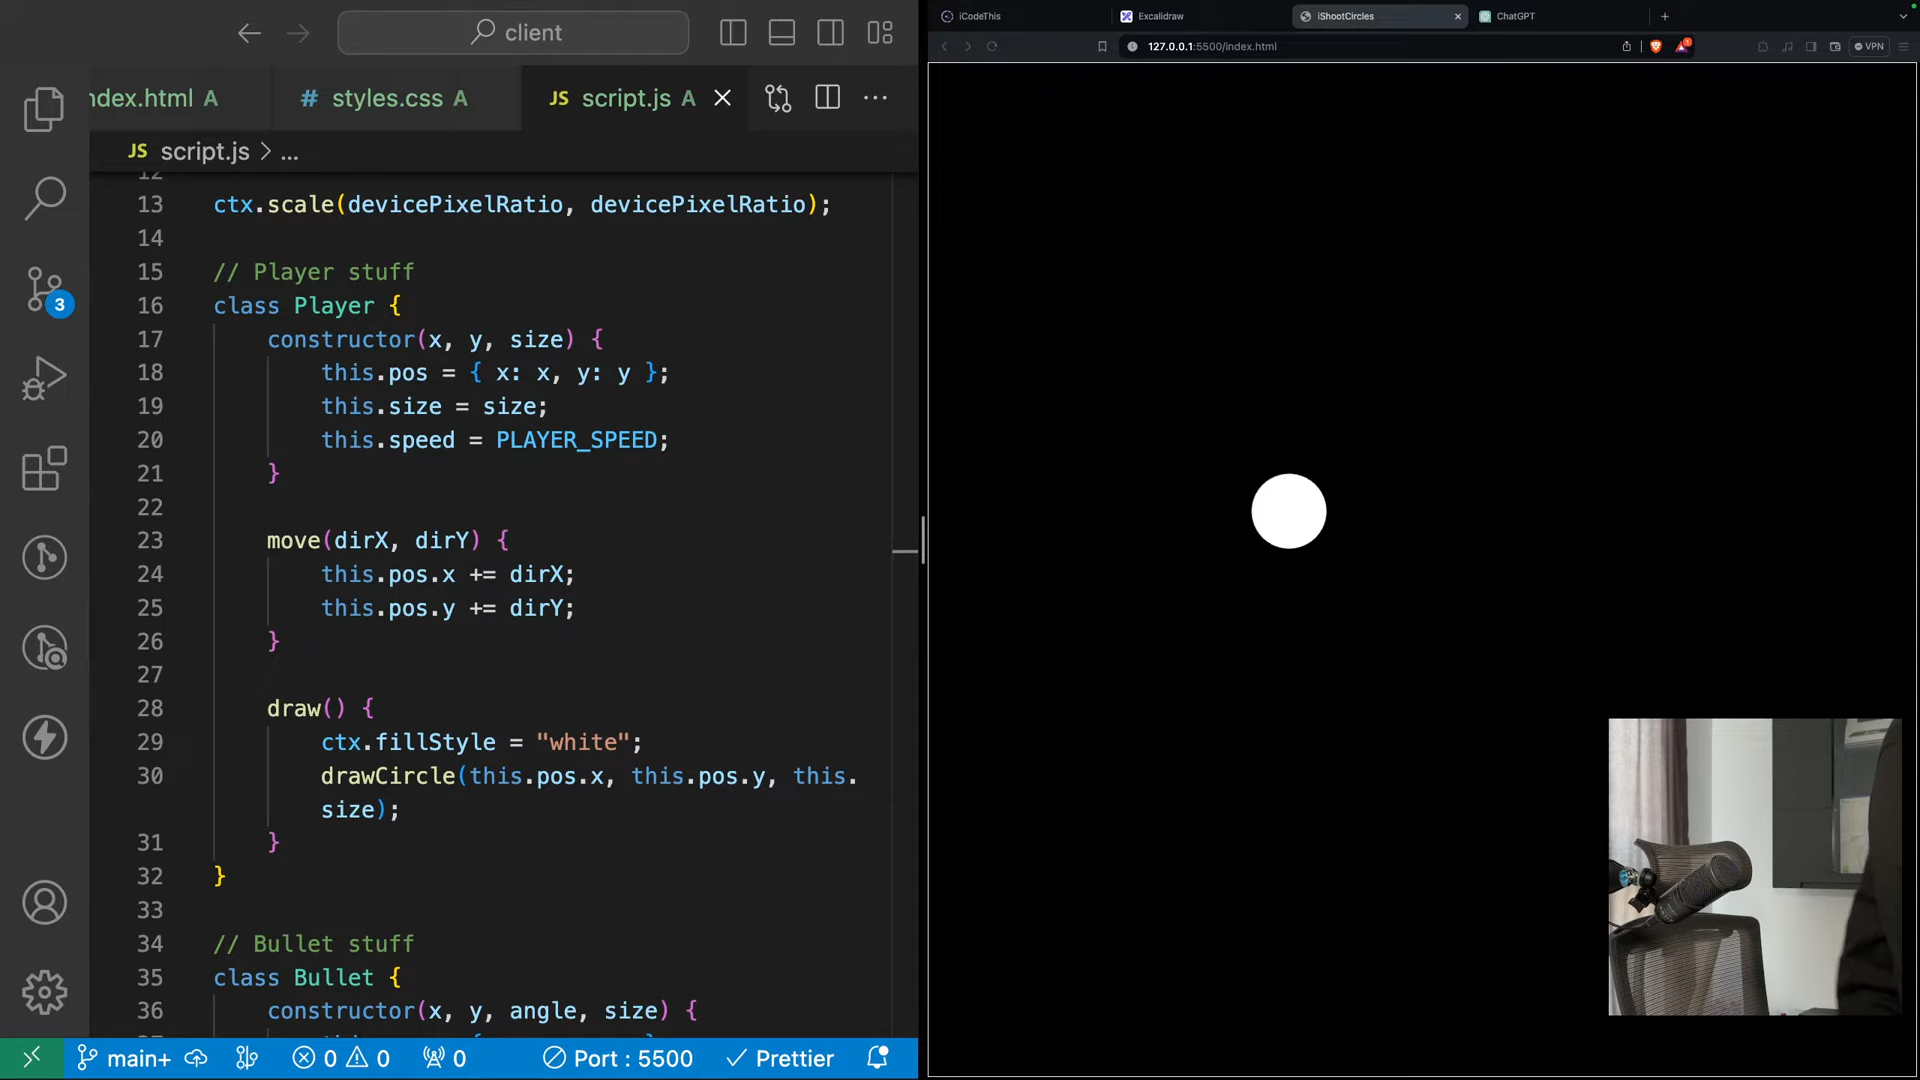 client
ndex.html A
# styles.css A
JS script.js A
JS script.js > ...
12
13 ctx.scale(devicePixelRatio, devicePixelRatio);
14
15 // Player stuff
16 class Player {
17 constructor(x, y, size) {
18 this.pos = { x: x, y: y };
19 this.size = size;
20 this.speed = PLAYER_SPEED;
21 }
22
23 move(dirX, dirY) {
24 this.pos.x += dirX;
25 this.pos.y += dirY;
26 }
27
28 draw() {
29 ctx.fillStyle = "white";
30 drawCircle(this.pos.x, this.pos.y, this.
size);
31 }
32 }
33
34 // Bullet stuff
35 class Bullet {
36 constructor(x, y, angle, size) {
3
main+ 0 0 0 Port : 5500 Prettier
iCodeThis
Excalidraw
iShootCircles
ChatGPT
127.0.0.1:5500/index.html
1
VPN